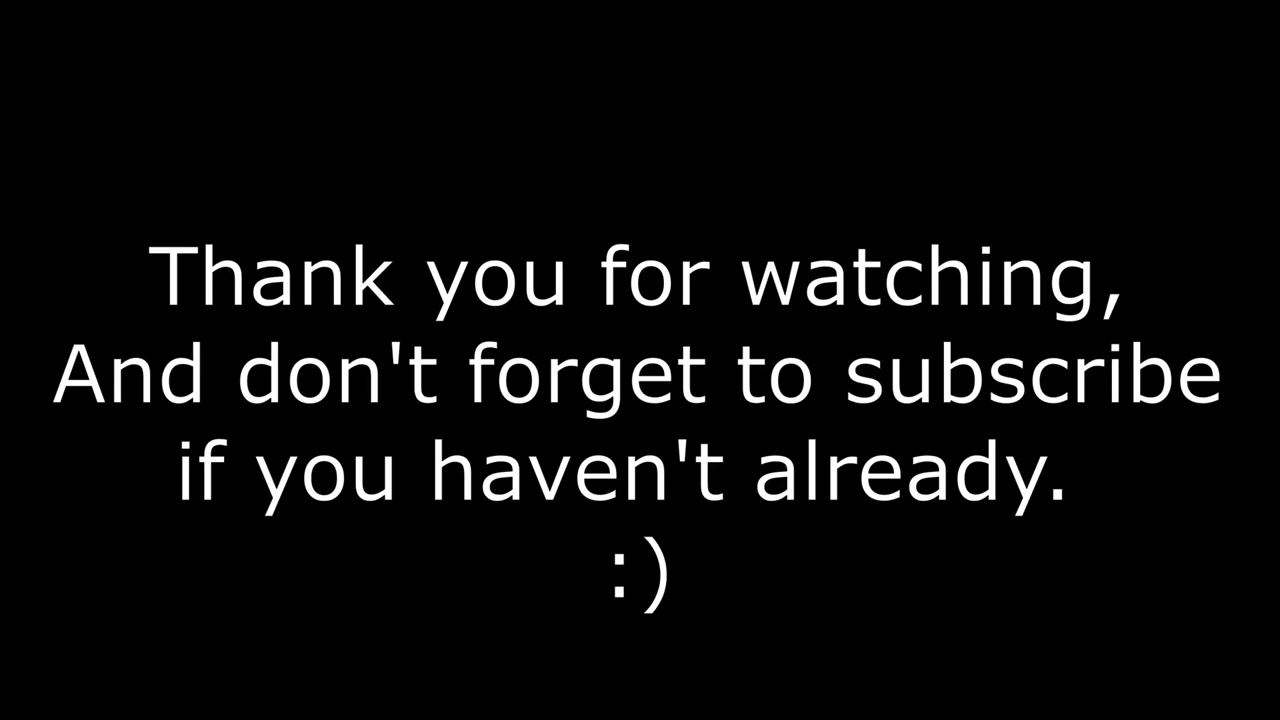 Thank you for watching,
And don't forget to subscribe
if you haven't already.
:)